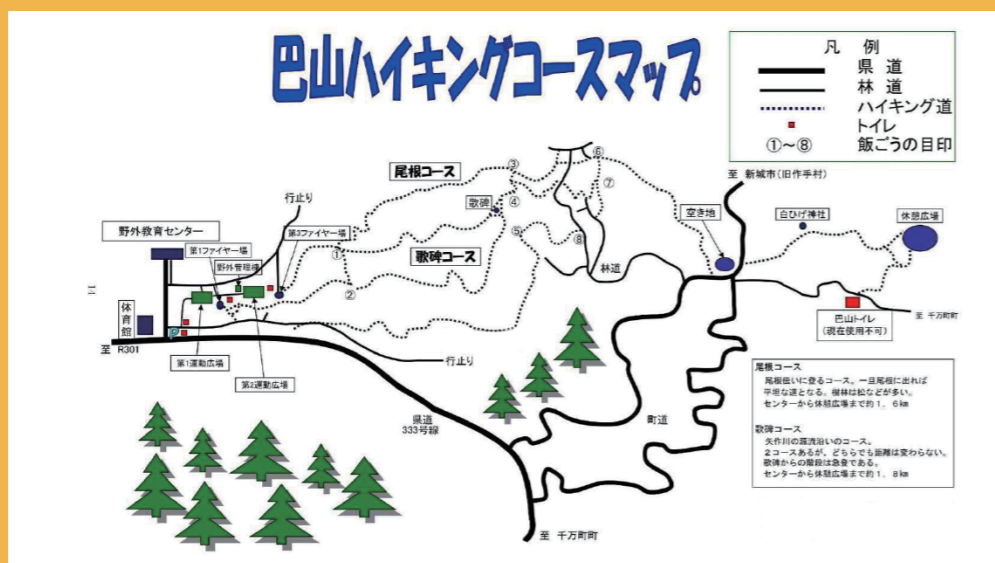 巴山ハイキングコースマップ
凡 例
県 道
林 道
ハイキング道
トイレ
①~⑧ 飯ごうの目印
至 新城市(旧作手村)
尾根コース
③
⑥
⑦
④
歌碑
行止り
空き地
白ひげ神社
休憩広場
野外教育センター
第1ファイヤー場
第3ファイヤー場
野外管理棟
①
⑤
⑧
歌碑コース
林道
②
体育館
至 R301
第1運動広場
第2運動広場
行止り
巴山トイレ
(現在使用不可)
至 千万町町
県道
333号線
町道
尾根コース
尾根伝いに登るコース。一旦尾根に出れば
平坦な道となる。樹林は松などが多い。
センターから休憩広場まで約1.6km
歌碑コース
矢作川の源流沿いのコース。
2コースあるが、どちらでも距離は変わらない。
歌碑からの階段は急登である。
センターから休憩広場まで約1.8km
至 千万町町